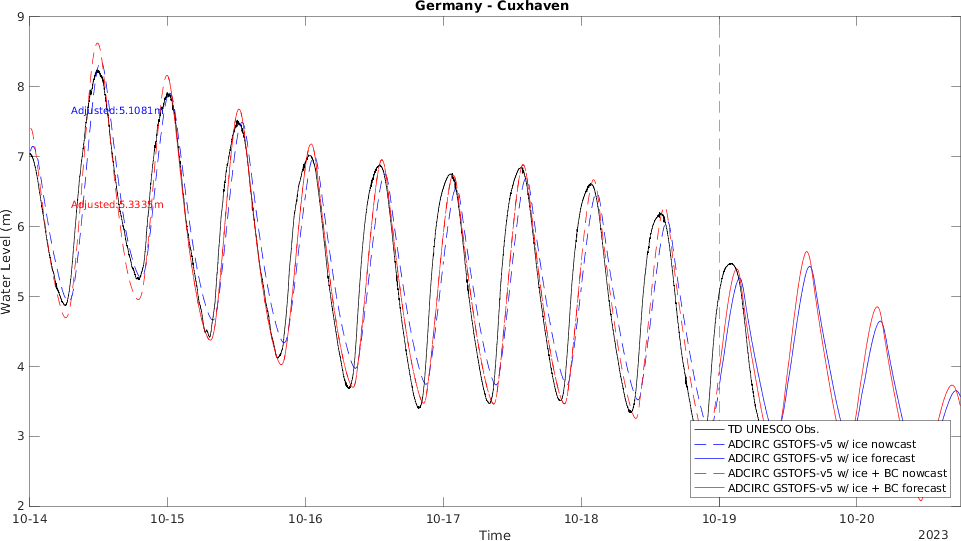 Germany - Cuxhaven
9
8
7
6
5
4
3
2
Water Level (m)
Adjusted:5.1081m
Adjusted:5.3335m
TD UNESCO Obs.
ADCIRC GSTOFS-v5 w/ ice nowcast
ADCIRC GSTOFS-v5 w/ ice forecast
ADCIRC GSTOFS-v5 w/ ice + BC nowcast
ADCIRC GSTOFS-v5 w/ ice + BC forecast
10-14 10-15 10-16 10-17 10-18 10-19 10-20
Time
2023